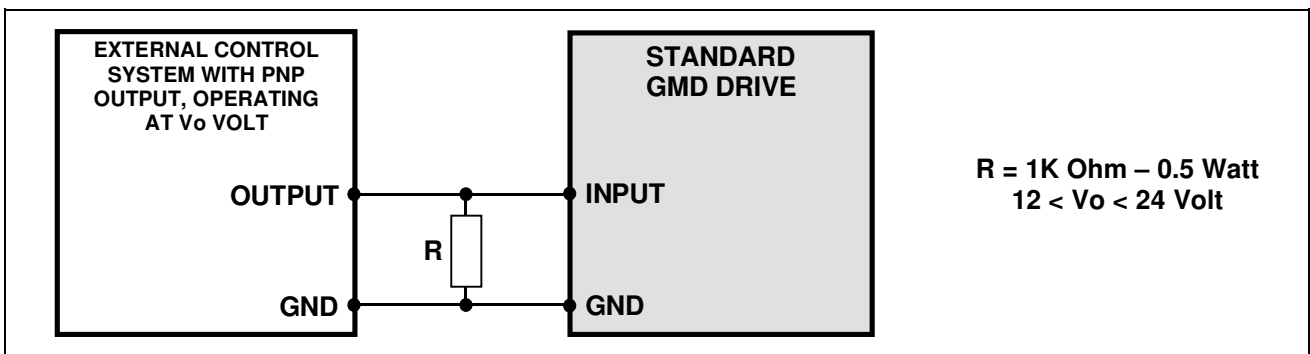 EXTERNAL CONTROL
SYSTEM WITH PNP
OUTPUT, OPERATING
AT Vo VOLT
OUTPUT
GND
R
STANDARD
GMD DRIVE
INPUT
GND
R = 1K Ohm – 0.5 Watt
12 < Vo < 24 Volt